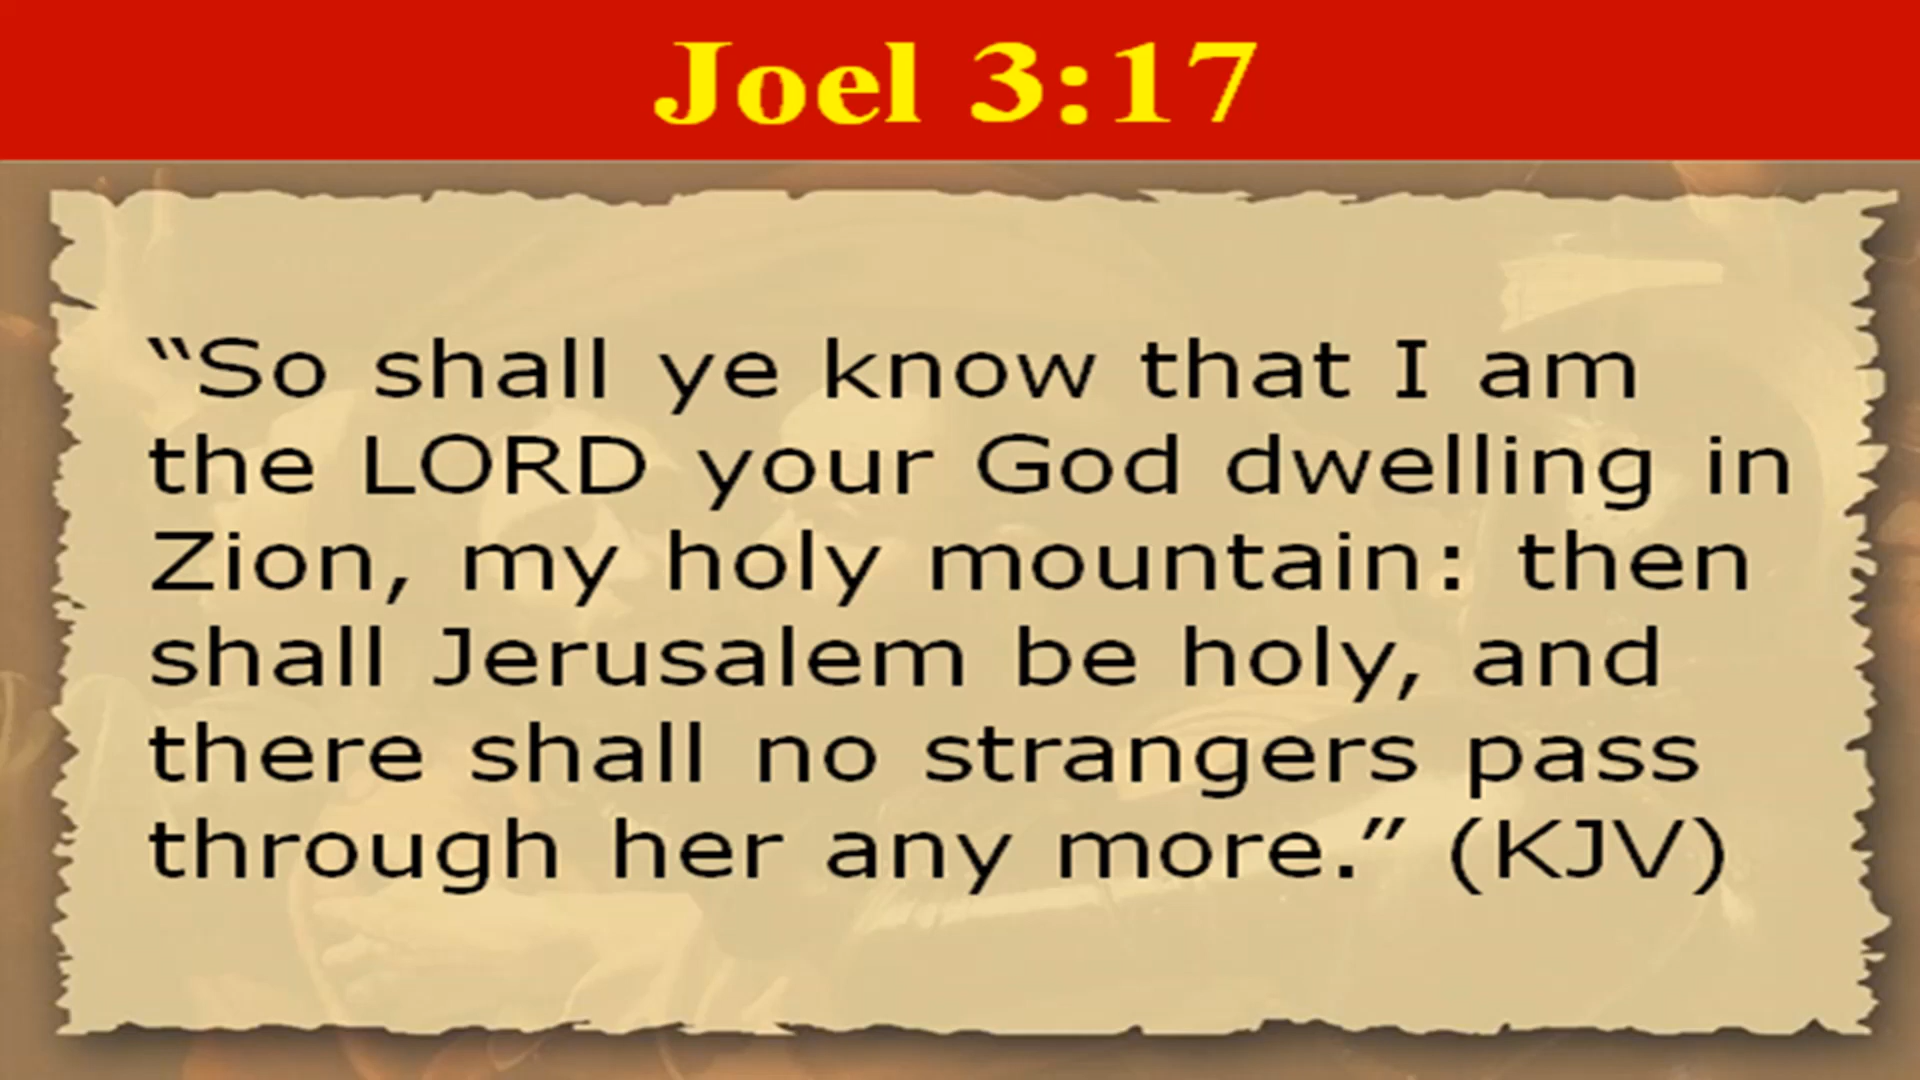 Joel 3:17
“So shall ye know that I am
the LORD your God dwelling in
Zion, my holy mountain: then
shall Jerusalem be holy, and
there shall no strangers pass
through her any more.” (KJV)